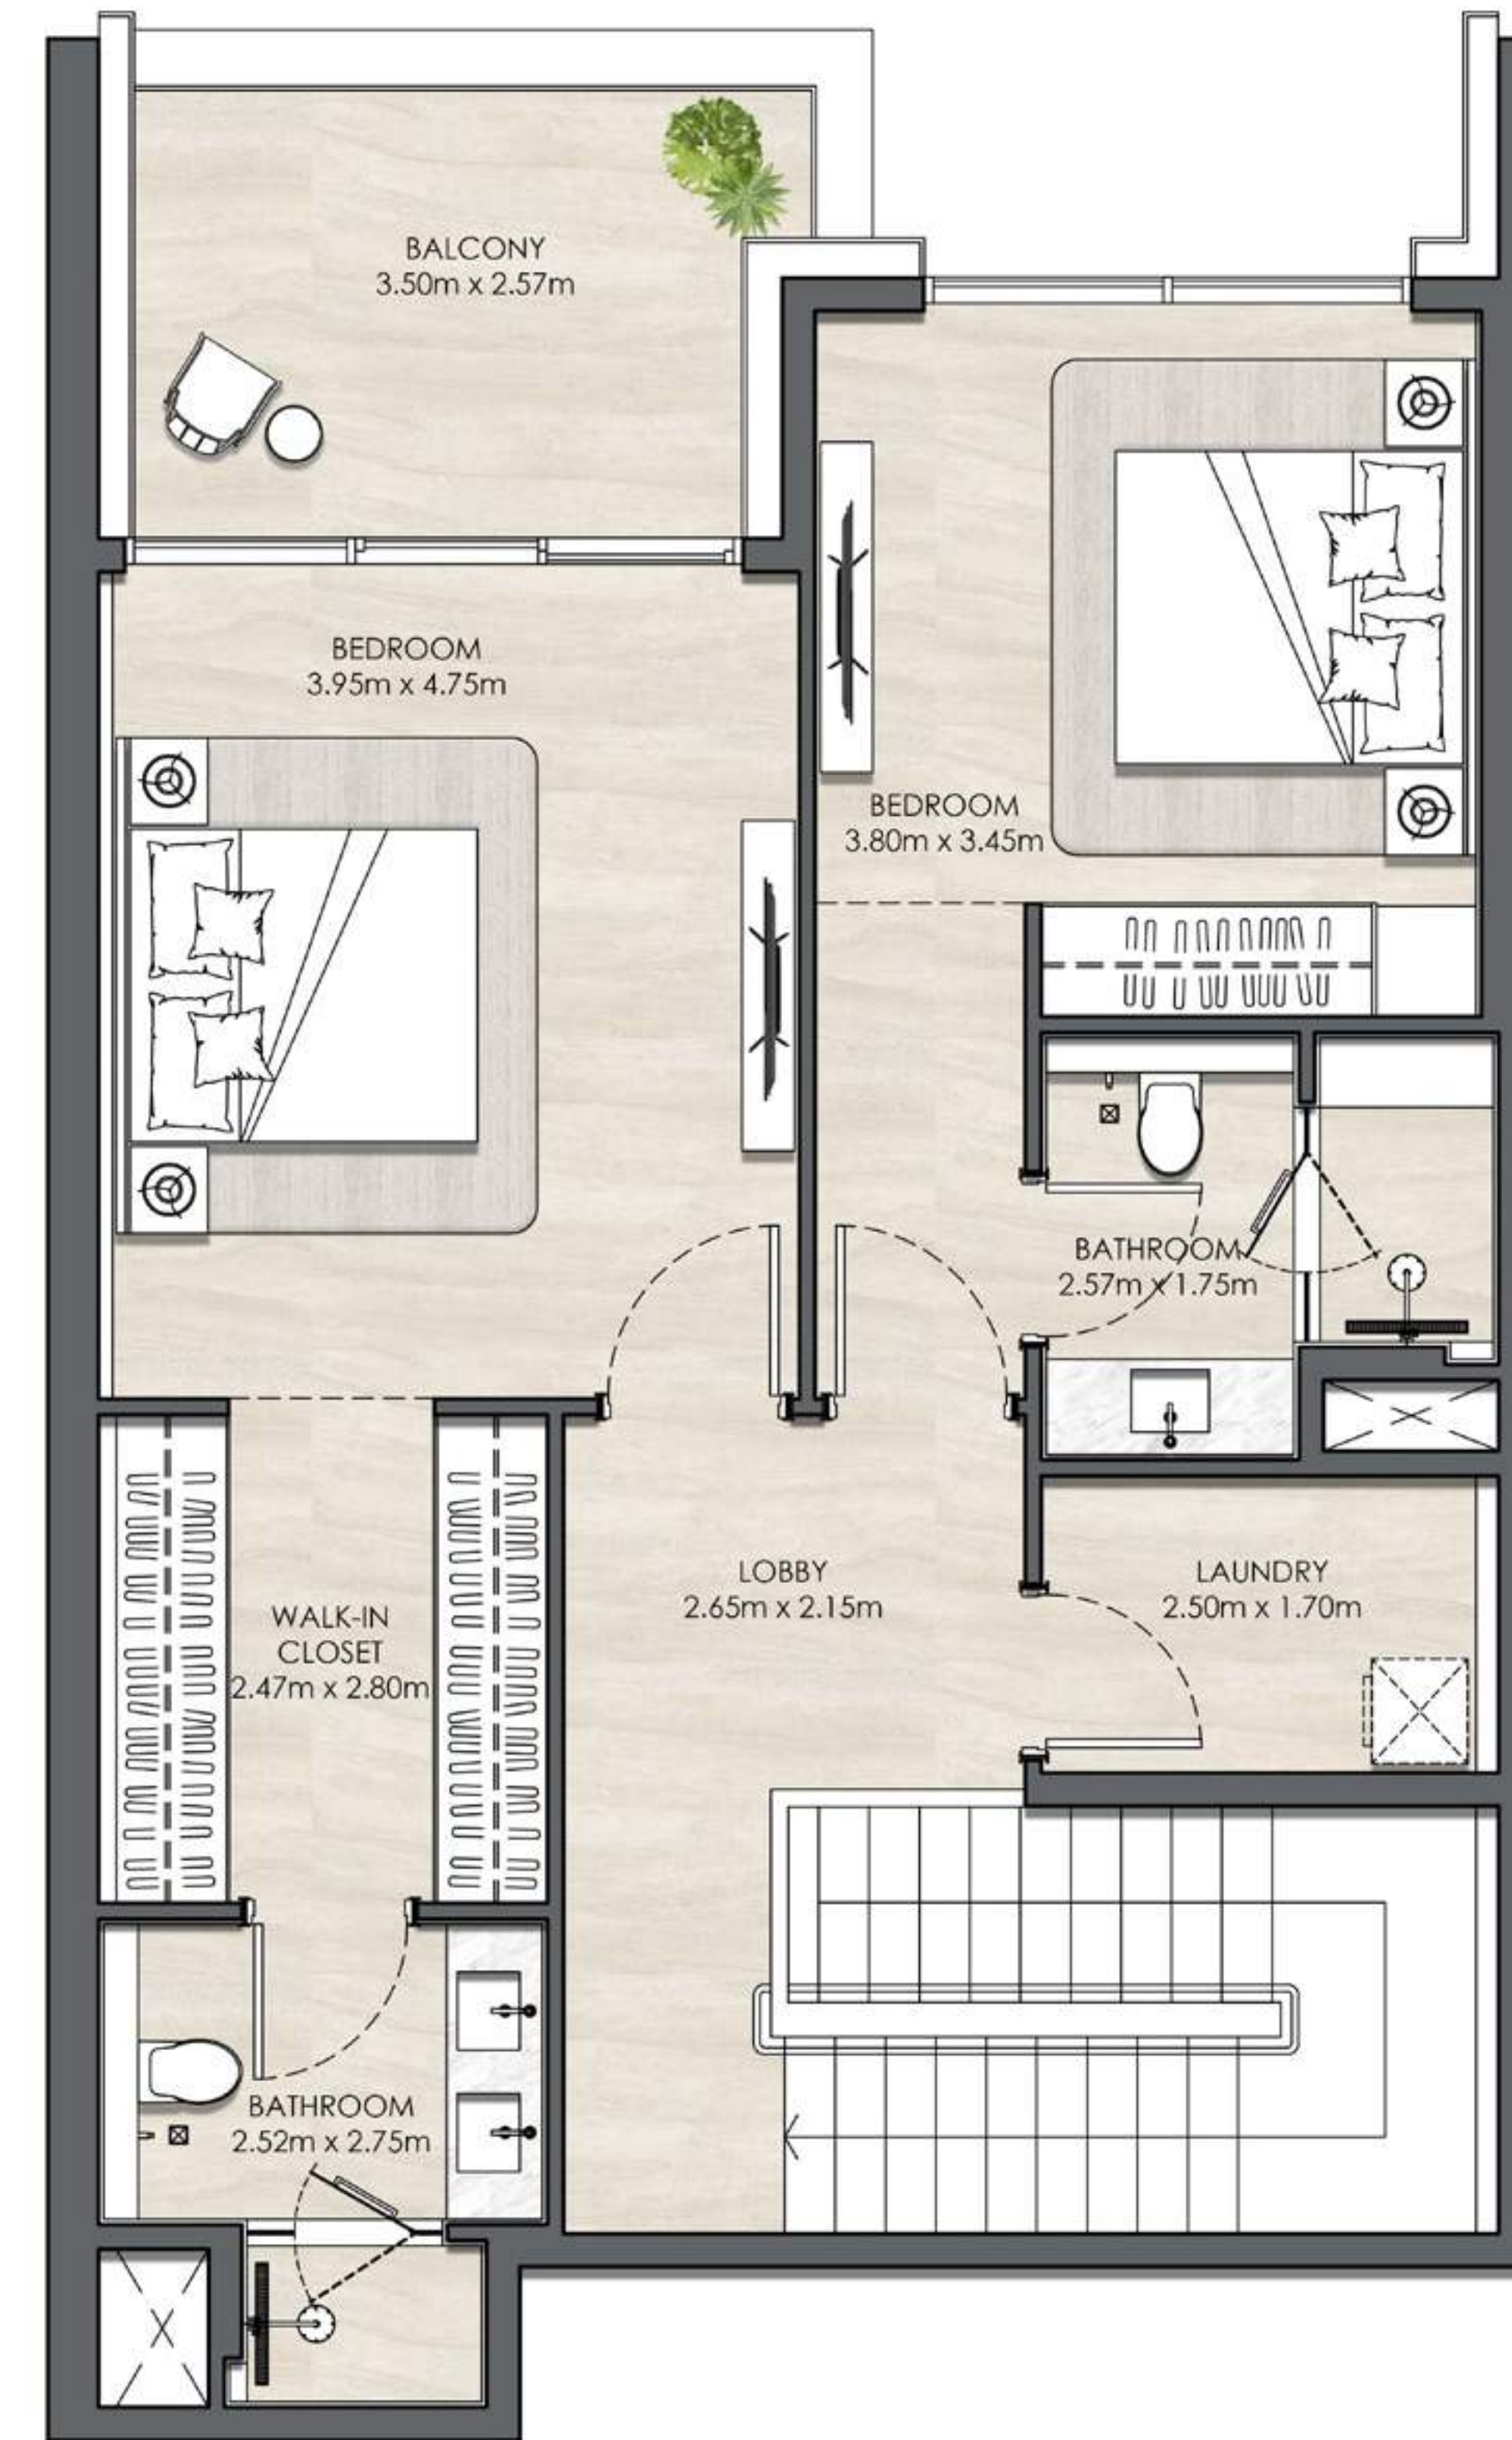 BALCONY
3.50m x 2.57m
BEDROOM
3.95m x 4.75m
BEDROOM
3.80m x 3.45m
BATHROOM
2.57m x 1.75m
LOBBY
2.65m x 2.15m
LAUNDRY
2.50m x 1.70m
WALK-IN
CLOSET
2.47m x 2.80m
BATHROOM
2.52m x 2.75m